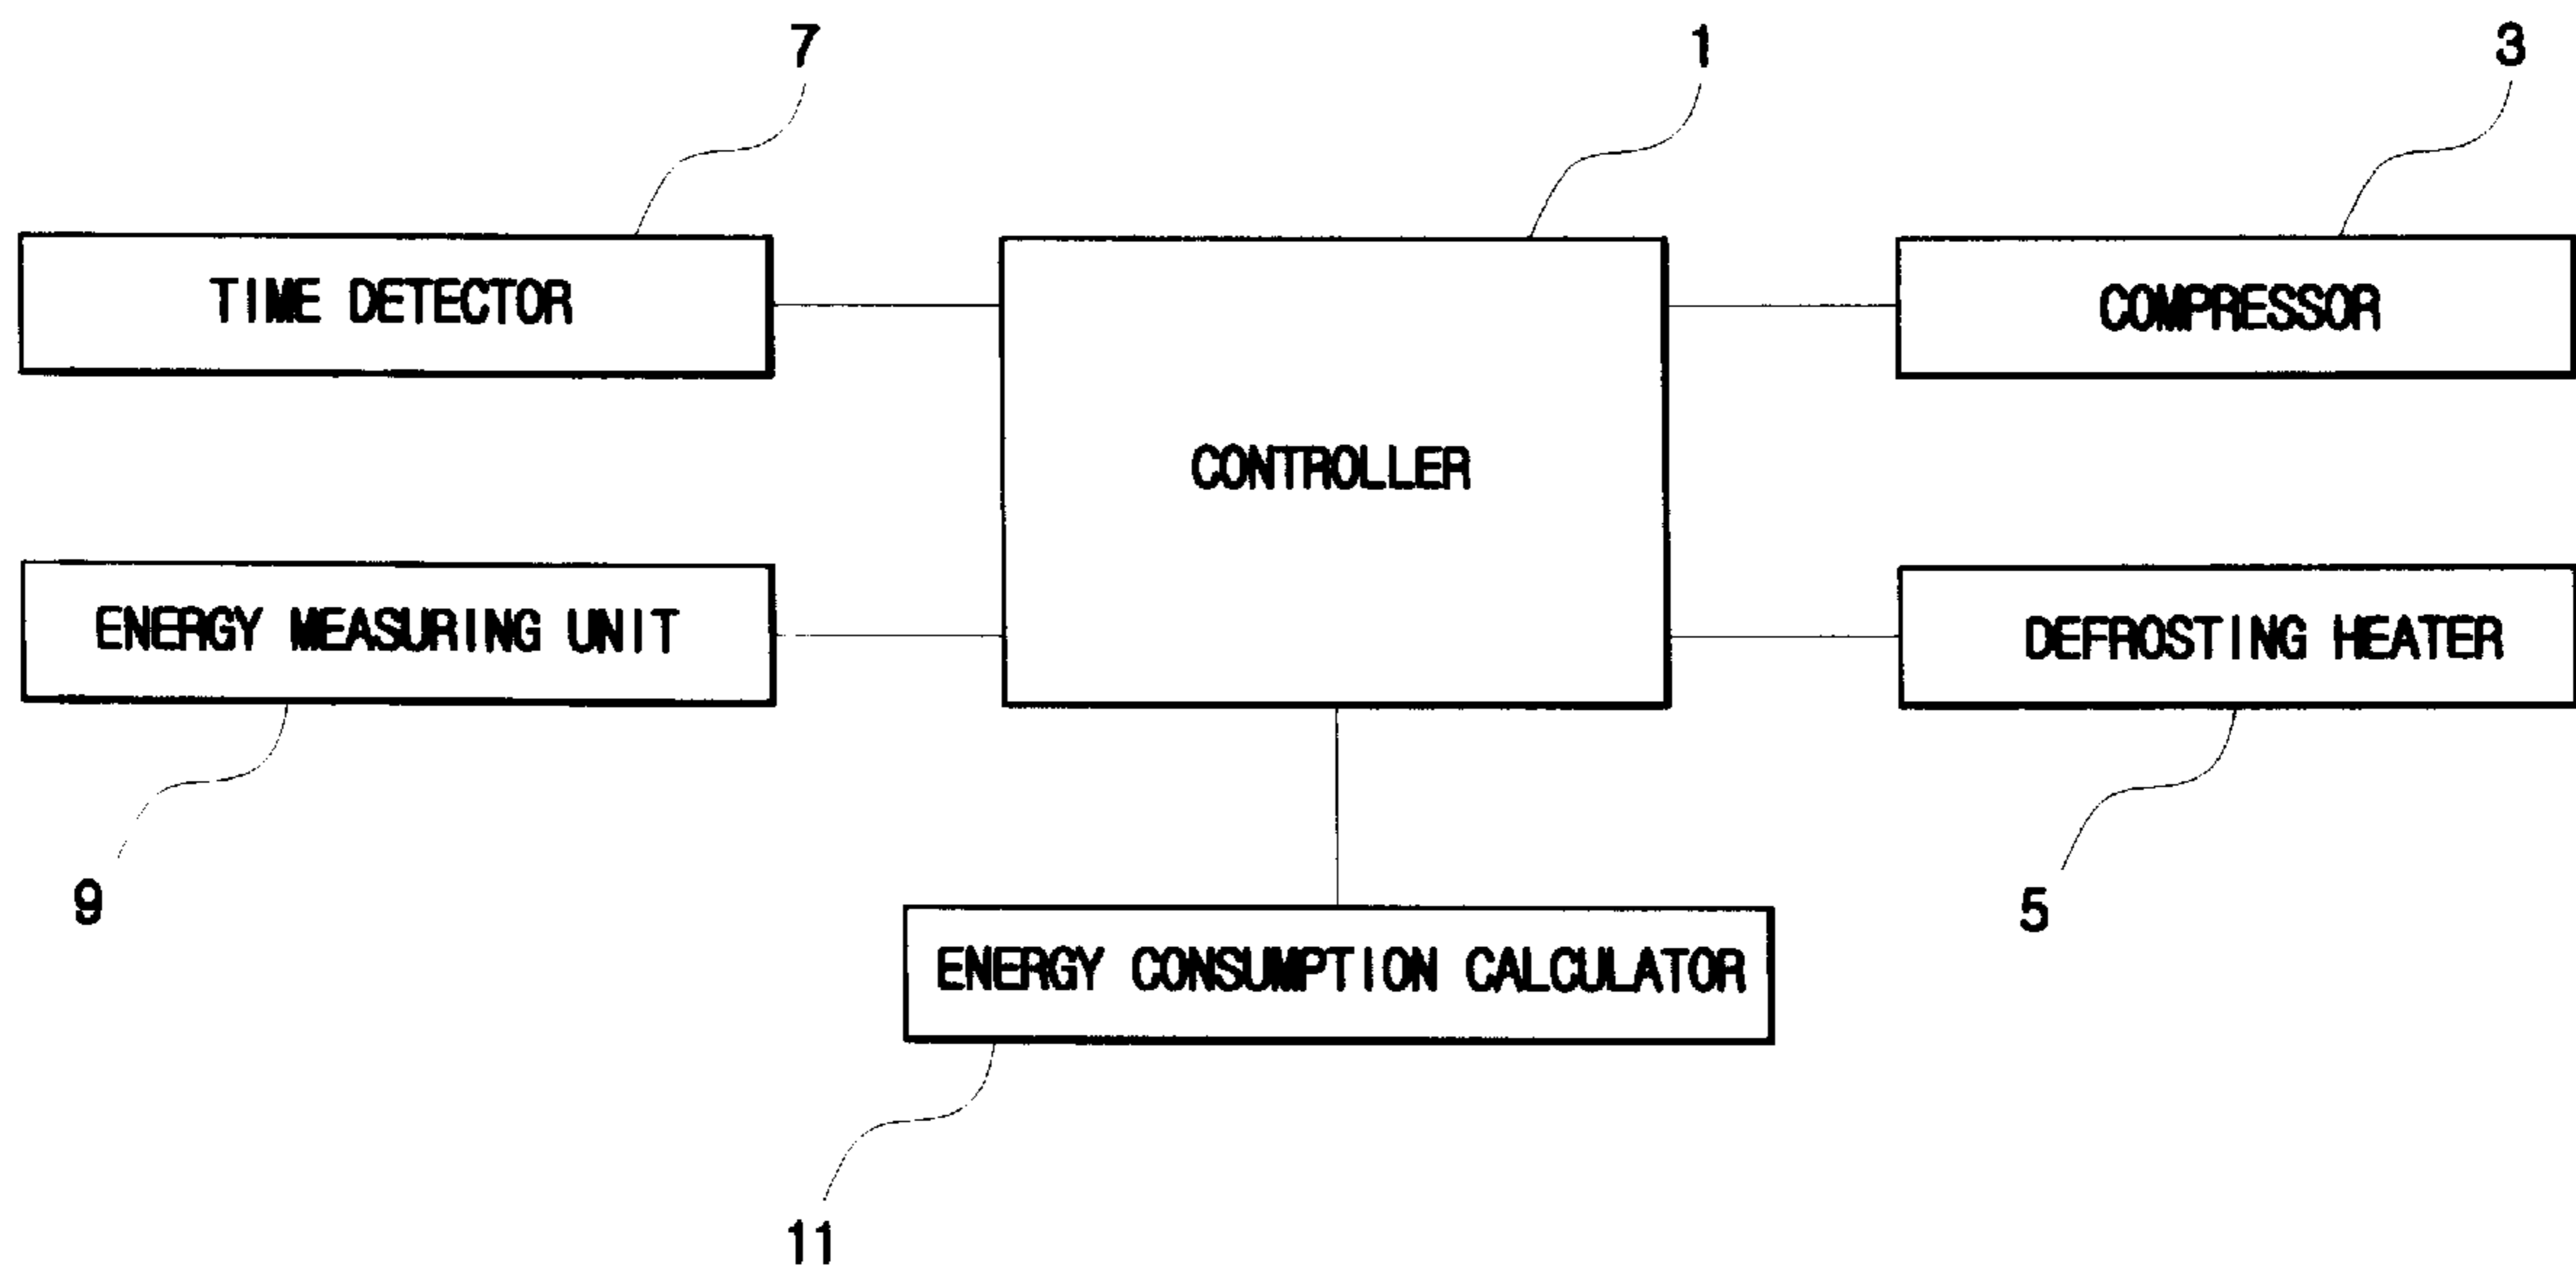 7
1
3
TIME DETECTOR
COMPRESSOR
CONTROLLER
ENERGY MEASURING UNIT
DEFROSTING HEATER
9
5
ENERGY CONSUMPTION CALCULATOR
11